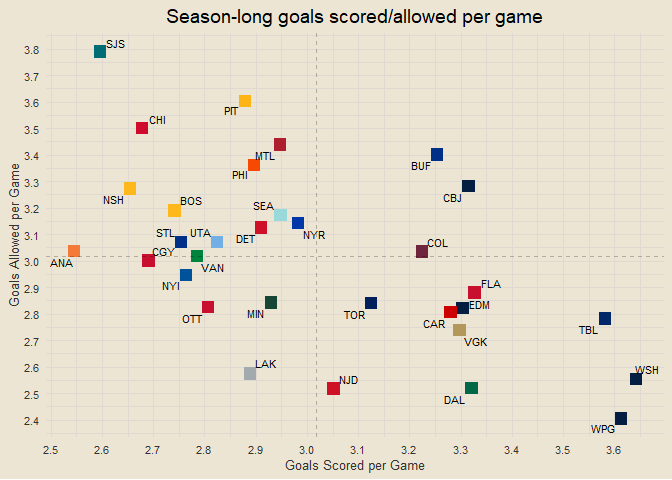 Season-long goals scored/allowed per game
3.8
SJS
3.7
3.6
PIT
3.5
CHI
3.4
MTL
BUF
PHI
3.3
NSH
CBJ
3.2
BOS
SEA
3.1
STL
UTA
DET
NYR
3.0
ANA
CGY
VAN
COL
2.9
NYI
FLA
2.8
OTT
MIN
TOR
EDM
CAR
TBL
2.7
VGK
2.6
LAK
WSH
2.5
NJD
DAL
2.4
WPG
2.5 2.6 2.7 2.8 2.9 3.0 3.1 3.2 3.3 3.4 3.5 3.6
Goals Scored per Game
Goals Allowed per Game